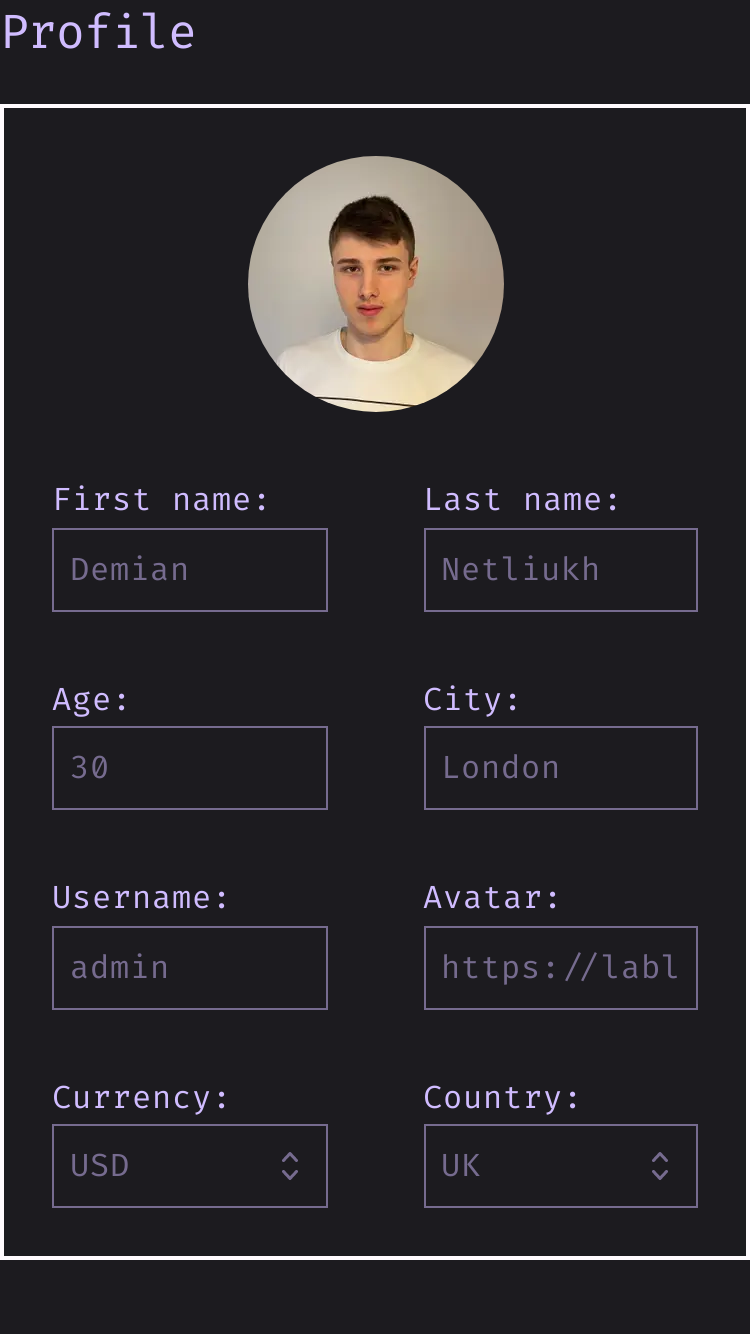 Profile
First name: Last name:
Demian Netliukh
Age: City:
30 London
Username: Avatar:
admin https://labl
Currency: Country:
USD UK